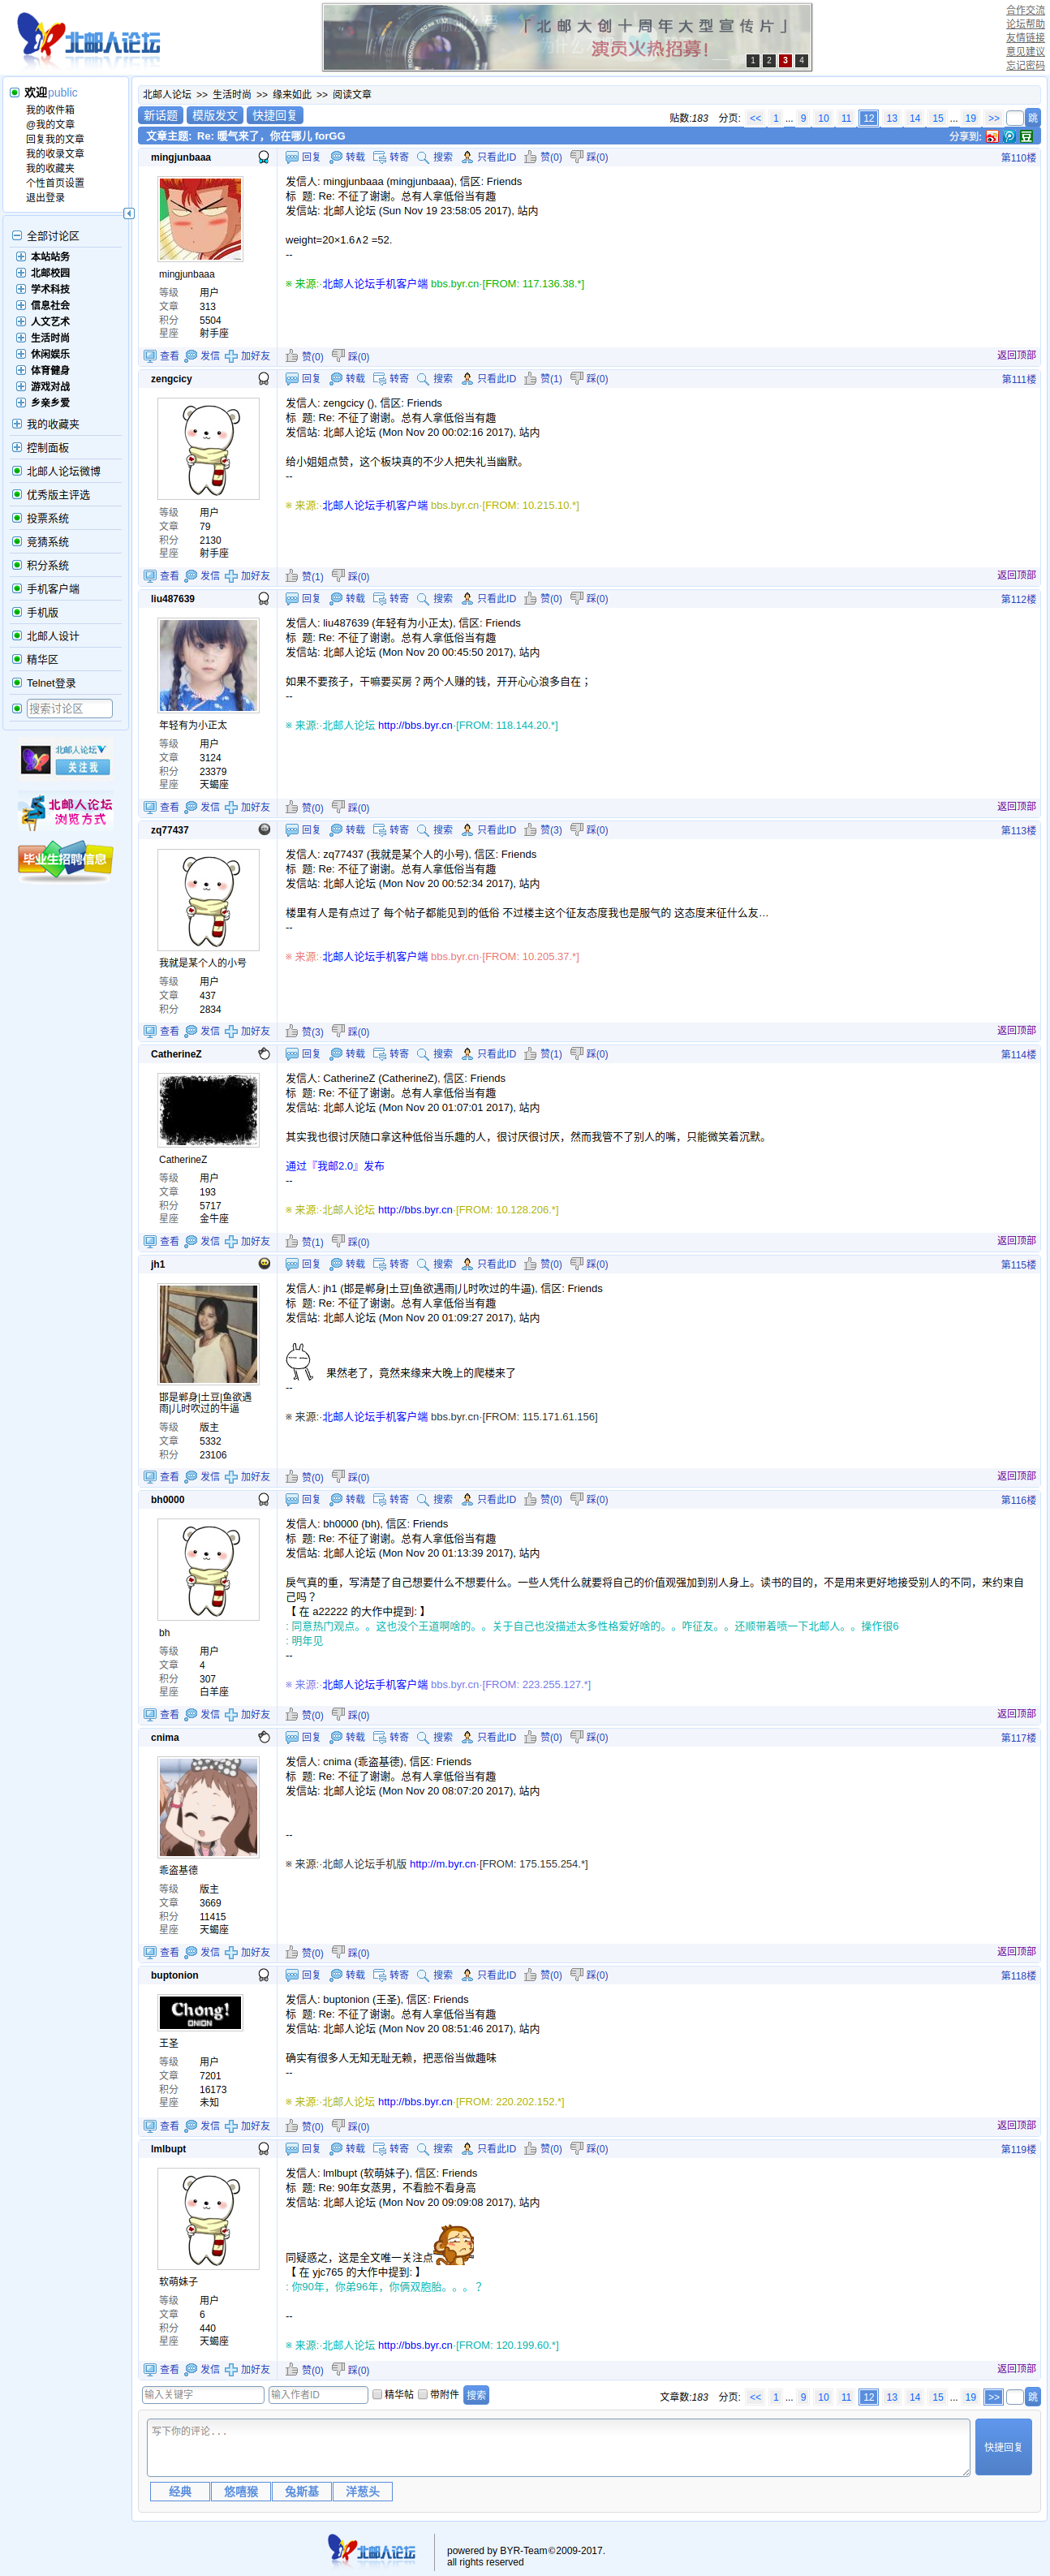 北邮人论坛
「北邮大创十周年大型宣传片」
演员火热招募!
1 2 3 4
合作交流
论坛帮助
友情链接
意见建议
忘记密码
欢迎public
我的收件箱
@我的文章
回复我的文章
我的收录文章
我的收藏夹
个性首页设置
退出登录
全部讨论区
本站站务
北邮校园
学术科技
信息社会
人文艺术
生活时尚
休闲娱乐
体育健身
游戏对战
乡亲乡爱
我的收藏夹
控制面板
北邮人论坛微博
优秀版主评选
投票系统
竞猜系统
积分系统
手机客户端
手机版
北邮人设计
精华区
Telnet登录
搜索讨论区
北邮人论坛
关注我
北邮人论坛
浏览方式
毕业生招聘信息
北邮人论坛 >> 生活时尚 >> 缘来如此 >> 阅读文章
新话题 模版发文 快捷回复
贴数:183 分页: << 1 ... 9 10 11 12 13 14 15 ... 19 >> 跳
文章主题: Re: 暖气来了，你在哪儿 forGG
分享到: 豆
mingjunbaaa
回复 转载 转寄 搜索 只看此ID 赞(0) 踩(0) 第110楼
mingjunbaaa
等级 用户
文章 313
积分 5504
星座 射手座
发信人: mingjunbaaa (mingjunbaaa), 信区: Friends
标 题: Re: 不征了谢谢。总有人拿低俗当有趣
发信站: 北邮人论坛 (Sun Nov 19 23:58:05 2017), 站内
weight=20×1.6∧2 =52.
--
※ 来源:·北邮人论坛手机客户端 bbs.byr.cn·[FROM: 117.136.38.*]
查看 发信 加好友 赞(0) 踩(0) 返回顶部
zengcicy
回复 转载 转寄 搜索 只看此ID 赞(1) 踩(0) 第111楼
等级 用户
文章 79
积分 2130
星座 射手座
发信人: zengcicy (), 信区: Friends
标 题: Re: 不征了谢谢。总有人拿低俗当有趣
发信站: 北邮人论坛 (Mon Nov 20 00:02:16 2017), 站内
给小姐姐点赞，这个板块真的不少人把失礼当幽默。
--
※ 来源:·北邮人论坛手机客户端 bbs.byr.cn·[FROM: 10.215.10.*]
查看 发信 加好友 赞(1) 踩(0) 返回顶部
liu487639
回复 转载 转寄 搜索 只看此ID 赞(0) 踩(0) 第112楼
年轻有为小正太
等级 用户
文章 3124
积分 23379
星座 天蝎座
发信人: liu487639 (年轻有为小正太), 信区: Friends
标 题: Re: 不征了谢谢。总有人拿低俗当有趣
发信站: 北邮人论坛 (Mon Nov 20 00:45:50 2017), 站内
如果不要孩子，干嘛要买房？两个人赚的钱，开开心心浪多自在；
--
※ 来源:·北邮人论坛 http://bbs.byr.cn·[FROM: 118.144.20.*]
查看 发信 加好友 赞(0) 踩(0) 返回顶部
zq77437
回复 转载 转寄 搜索 只看此ID 赞(3) 踩(0) 第113楼
我就是某个人的小号
等级 用户
文章 437
积分 2834
发信人: zq77437 (我就是某个人的小号), 信区: Friends
标 题: Re: 不征了谢谢。总有人拿低俗当有趣
发信站: 北邮人论坛 (Mon Nov 20 00:52:34 2017), 站内
楼里有人是有点过了 每个帖子都能见到的低俗 不过楼主这个征友态度我也是服气的 这态度来征什么友…
--
※ 来源:·北邮人论坛手机客户端 bbs.byr.cn·[FROM: 10.205.37.*]
查看 发信 加好友 赞(3) 踩(0) 返回顶部
CatherineZ
回复 转载 转寄 搜索 只看此ID 赞(1) 踩(0) 第114楼
CatherineZ
等级 用户
文章 193
积分 5717
星座 金牛座
发信人: CatherineZ (CatherineZ), 信区: Friends
标 题: Re: 不征了谢谢。总有人拿低俗当有趣
发信站: 北邮人论坛 (Mon Nov 20 01:07:01 2017), 站内
其实我也很讨厌随口拿这种低俗当乐趣的人，很讨厌很讨厌，然而我管不了别人的嘴，只能微笑着沉默。
通过『我邮2.0』发布
--
※ 来源:·北邮人论坛 http://bbs.byr.cn·[FROM: 10.128.206.*]
查看 发信 加好友 赞(1) 踩(0) 返回顶部
jh1
回复 转载 转寄 搜索 只看此ID 赞(0) 踩(0) 第115楼
邯是郸身|土豆|鱼欲遇
雨|儿时吹过的牛逼
等级 版主
文章 5332
积分 23106
发信人: jh1 (邯是郸身|土豆|鱼欲遇雨|儿时吹过的牛逼), 信区: Friends
标 题: Re: 不征了谢谢。总有人拿低俗当有趣
发信站: 北邮人论坛 (Mon Nov 20 01:09:27 2017), 站内
果然老了，竟然来缘来大晚上的爬楼来了
--
※ 来源:·北邮人论坛手机客户端 bbs.byr.cn·[FROM: 115.171.61.156]
查看 发信 加好友 赞(0) 踩(0) 返回顶部
bh0000
回复 转载 转寄 搜索 只看此ID 赞(0) 踩(0) 第116楼
bh
等级 用户
文章 4
积分 307
星座 白羊座
发信人: bh0000 (bh), 信区: Friends
标 题: Re: 不征了谢谢。总有人拿低俗当有趣
发信站: 北邮人论坛 (Mon Nov 20 01:13:39 2017), 站内
戾气真的重，写清楚了自己想要什么不想要什么。一些人凭什么就要将自己的价值观强加到别人身上。读书的目的，不是用来更好地接受别人的不同，来约束自
己吗？
【 在 a22222 的大作中提到: 】
: 同意热门观点。。这也没个王道啊啥的。。关于自己也没描述太多性格爱好啥的。。咋征友。。还顺带着喷一下北邮人。。操作很6
: 明年见
--
※ 来源:·北邮人论坛手机客户端 bbs.byr.cn·[FROM: 223.255.127.*]
查看 发信 加好友 赞(0) 踩(0) 返回顶部
cnima
回复 转载 转寄 搜索 只看此ID 赞(0) 踩(0) 第117楼
乖盗基德
等级 版主
文章 3669
积分 11415
星座 天蝎座
发信人: cnima (乖盗基德), 信区: Friends
标 题: Re: 不征了谢谢。总有人拿低俗当有趣
发信站: 北邮人论坛 (Mon Nov 20 08:07:20 2017), 站内
--
※ 来源:·北邮人论坛手机版 http://m.byr.cn·[FROM: 175.155.254.*]
查看 发信 加好友 赞(0) 踩(0) 返回顶部
buptonion
回复 转载 转寄 搜索 只看此ID 赞(0) 踩(0) 第118楼
Chong!
ONION
王圣
等级 用户
文章 7201
积分 16173
星座 未知
发信人: buptonion (王圣), 信区: Friends
标 题: Re: 不征了谢谢。总有人拿低俗当有趣
发信站: 北邮人论坛 (Mon Nov 20 08:51:46 2017), 站内
确实有很多人无知无耻无赖，把恶俗当做趣味
--
※ 来源:·北邮人论坛 http://bbs.byr.cn·[FROM: 220.202.152.*]
查看 发信 加好友 赞(0) 踩(0) 返回顶部
lmlbupt
回复 转载 转寄 搜索 只看此ID 赞(0) 踩(0) 第119楼
软萌妹子
等级 用户
文章 6
积分 440
星座 天蝎座
发信人: lmlbupt (软萌妹子), 信区: Friends
标 题: Re: 90年女蒸男，不看脸不看身高
发信站: 北邮人论坛 (Mon Nov 20 09:09:08 2017), 站内
同疑惑之，这是全文唯一关注点
【 在 yjc765 的大作中提到: 】
: 你90年，你弟96年，你俩双胞胎。。。？
--
※ 来源:·北邮人论坛 http://bbs.byr.cn·[FROM: 120.199.60.*]
查看 发信 加好友 赞(0) 踩(0) 返回顶部
输入关键字 输入作者ID 精华帖 带附件 搜索
文章数:183 分页: << 1 ... 9 10 11 12 13 14 15 ... 19 >> 跳
写下你的评论...
快捷回复
经典 悠嘻猴 兔斯基 洋葱头
北邮人论坛
powered by BYR-Team©2009-2017.
all rights reserved